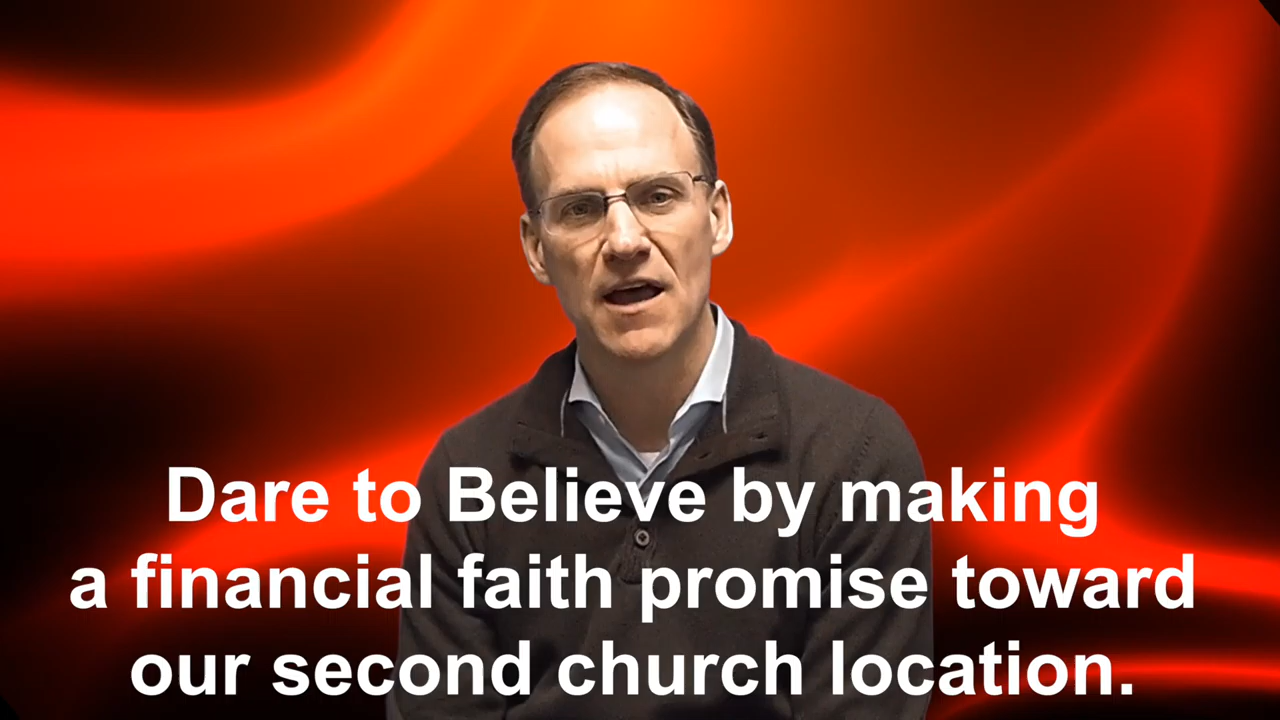 Dare to Believe by making
a financial faith promise toward
our second church location.